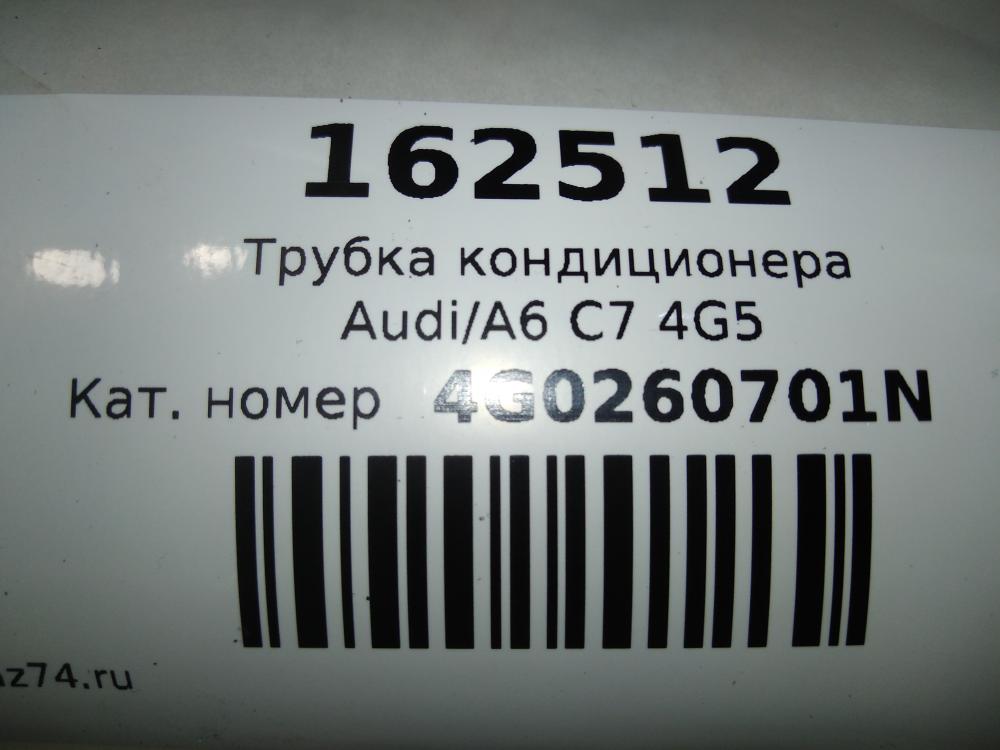 162512
Трубка кондиционера
Audi/A6 C7 4G5
Кат. номер 4G0260701N
z74.ru